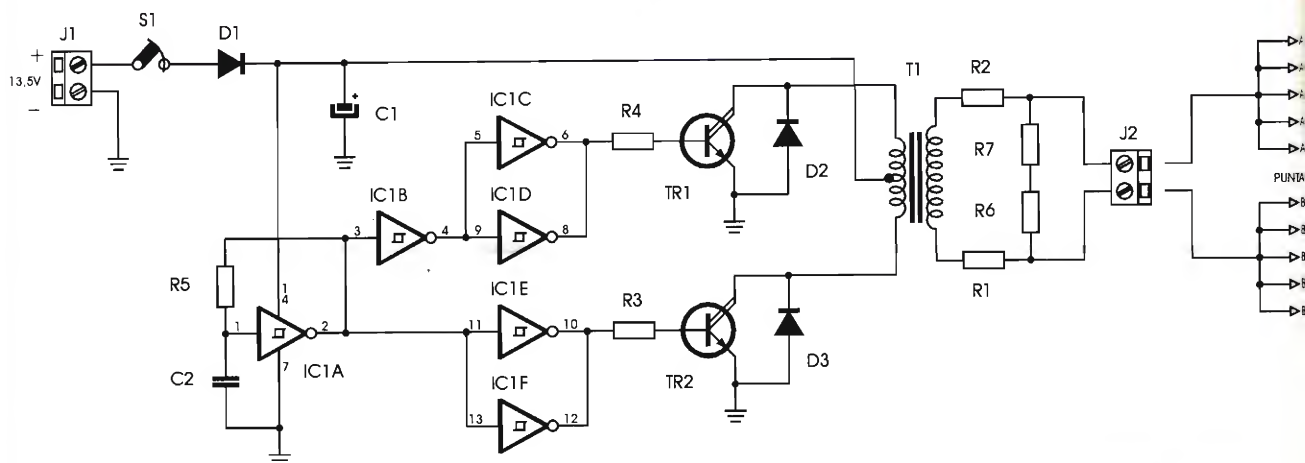 J1
S1
D1
+
13,5V
−
C1
+
IC1C
5
6
R4
TR1
D2
T1
R2
R7
R6
R1
J2
A
A
A
A
A
PUNTA
B
B
B
B
B
IC1B
3
4
IC1D
9
8
R5
1
4
1
2
7
IC1A
C2
IC1E
11
10
R3
TR2
D3
IC1F
13
12